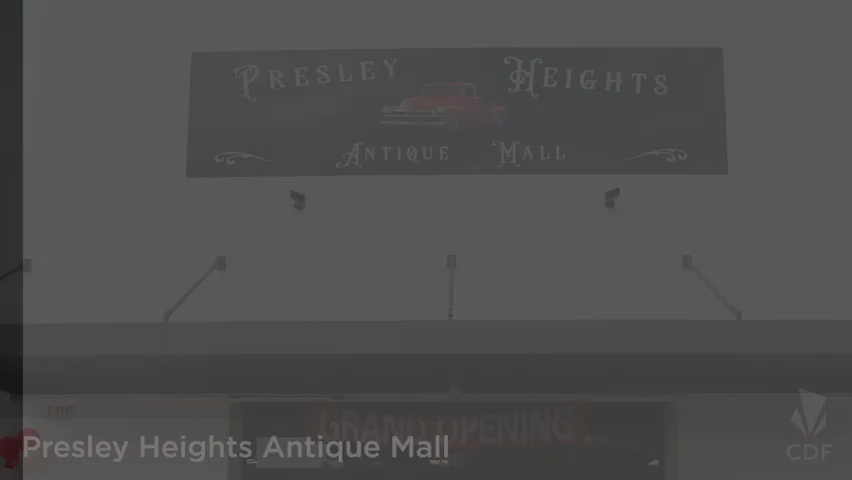 PRESLEY HEIGHTS
ANTIQUE MALL
GRAND OPENING
Presley Heights Antique Mall
CDF